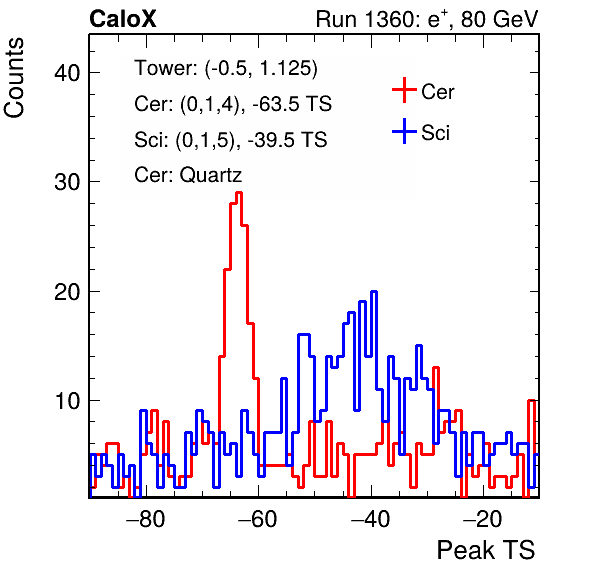 CaloX Run 1360: e⁺, 80 GeV
Counts
Tower: (-0.5, 1.125)
Cer: (0,1,4), -63.5 TS
Sci: (0,1,5), -39.5 TS
Cer: Quartz
Cer
Sci
40
30
20
10
−80 −60 −40 −20
Peak TS